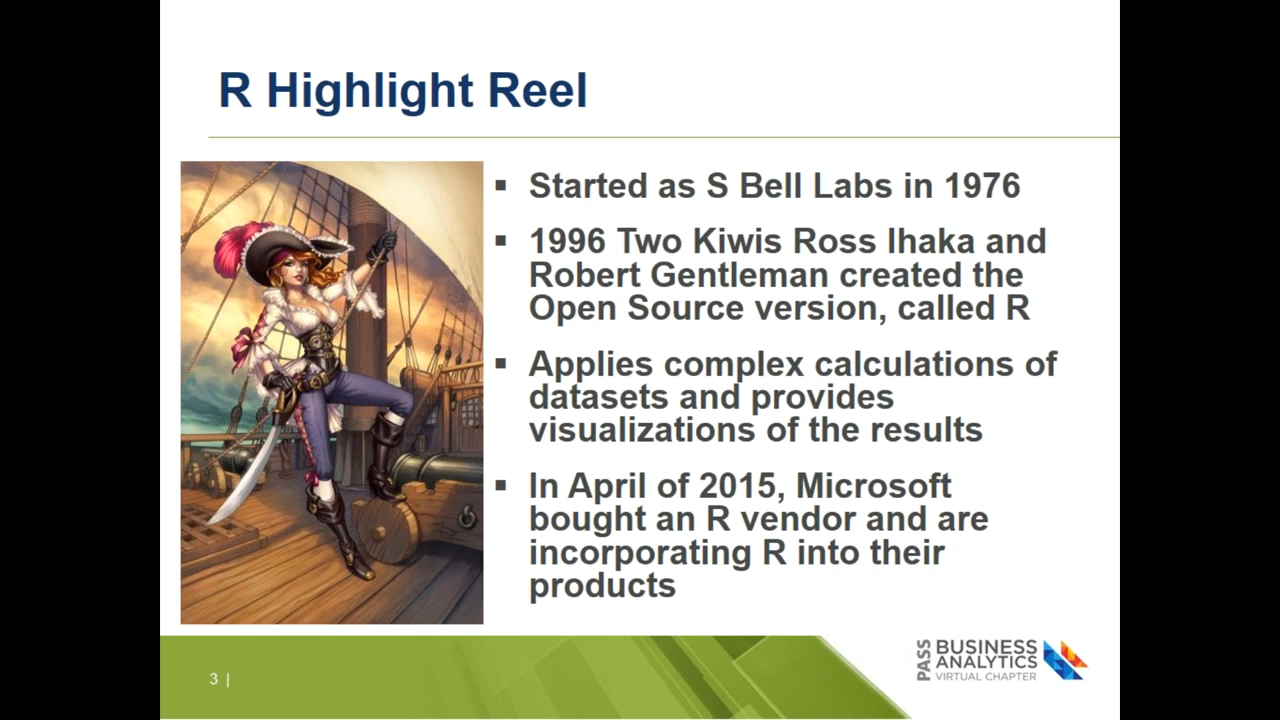 R Highlight Reel
▪ Started as S Bell Labs in 1976
▪ 1996 Two Kiwis Ross Ihaka and
Robert Gentleman created the
Open Source version, called R
▪ Applies complex calculations of
datasets and provides
visualizations of the results
▪ In April of 2015, Microsoft
bought an R vendor and are
incorporating R into their
products
3 |
PASS
BUSINESS
ANALYTICS
VIRTUAL CHAPTER